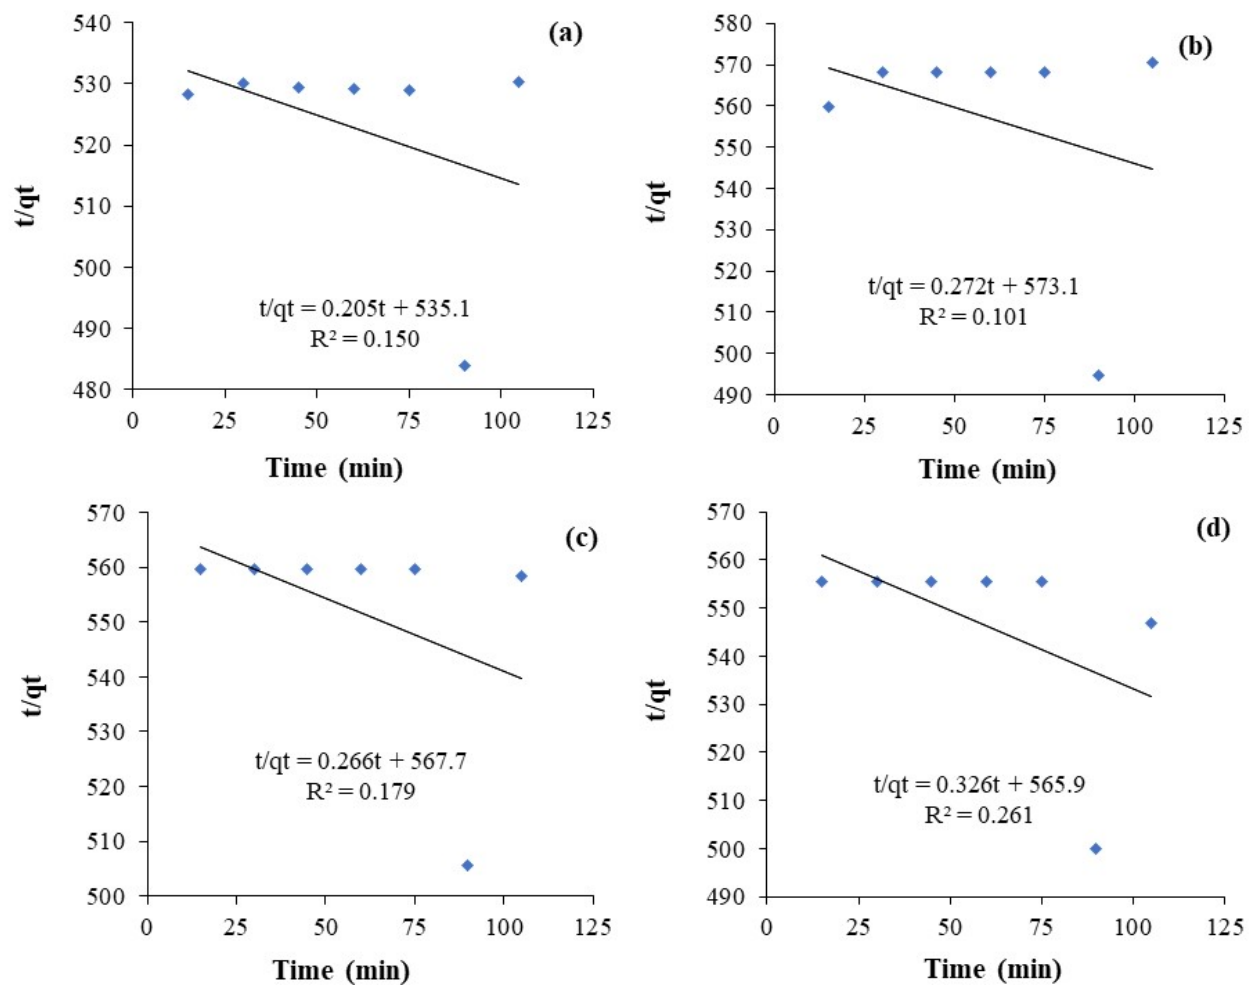 (a)
540
530
520
510
500
490
480
t/qt
t/qt = 0.205t + 535.1
R² = 0.150
0 25 50 75 100 125
Time (min)
(b)
580
570
560
550
540
530
520
510
500
490
t/qt
t/qt = 0.272t + 573.1
R² = 0.101
0 25 50 75 100 125
Time (min)
(c)
570
560
550
540
530
520
510
500
t/qt
t/qt = 0.266t + 567.7
R² = 0.179
0 25 50 75 100 125
Time (min)
(d)
570
560
550
540
530
520
510
500
490
t/qt
t/qt = 0.326t + 565.9
R² = 0.261
0 25 50 75 100 125
Time (min)